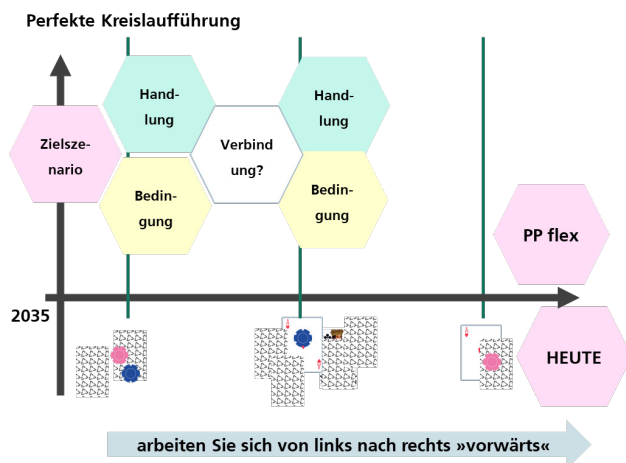 Perfekte Kreislaufführung
Hand-
lung
Hand-
lung
Zielsze-
nario
Verbind
ung?
Bedin-
gung
Bedin-
gung
PP flex
2035
HEUTE
arbeiten Sie sich von links nach rechts »vorwärts«